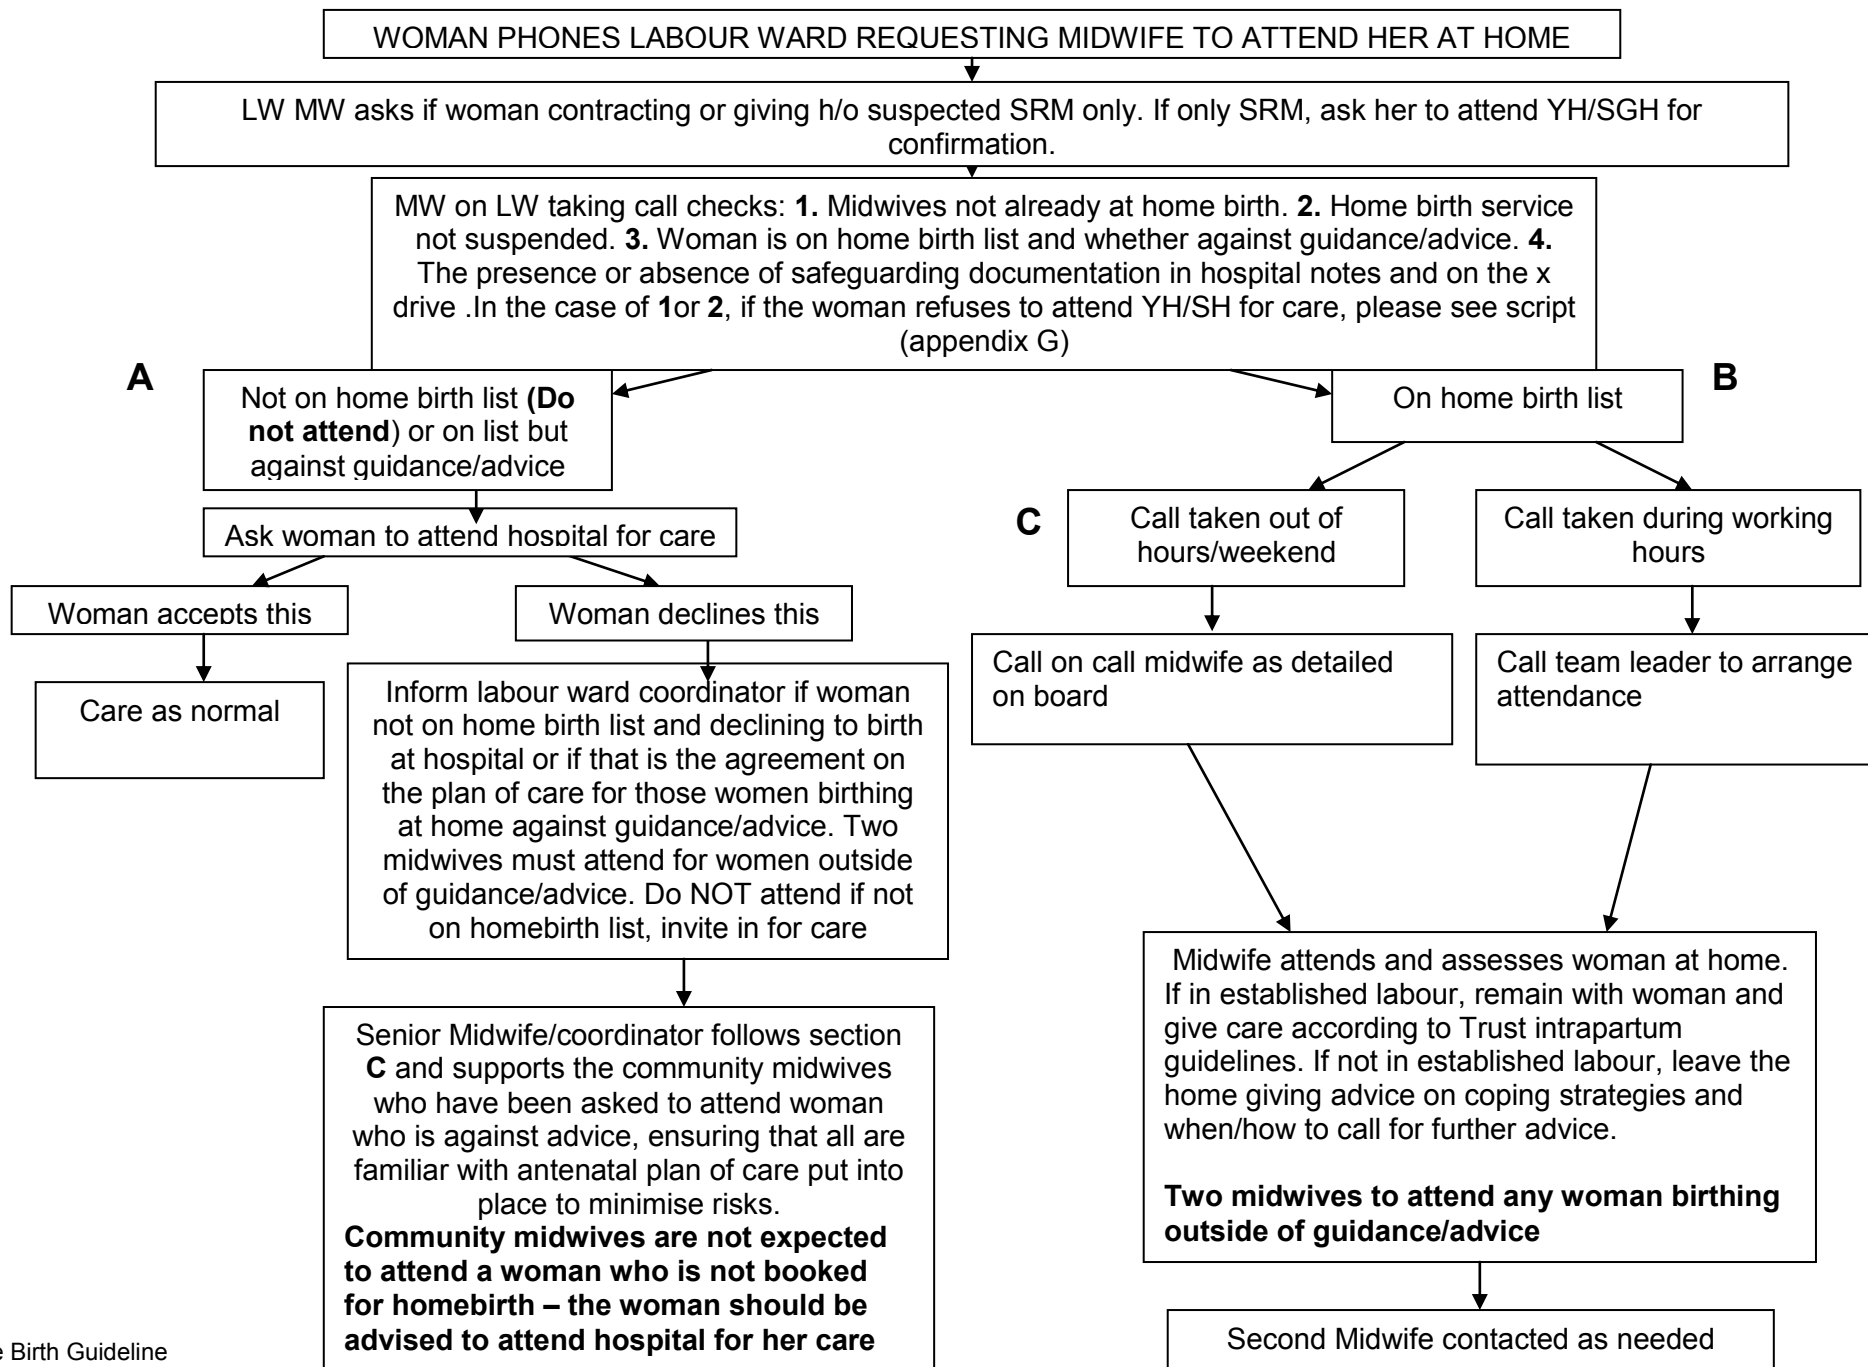 WOMAN PHONES LABOUR WARD REQUESTING MIDWIFE TO ATTEND HER AT HOME
LW MW asks if woman contracting or giving h/o suspected SRM only. If only SRM, ask her to attend YH/SGH for
confirmation.
MW on LW taking call checks: 1. Midwives not already at home birth. 2. Home birth service
not suspended. 3. Woman is on home birth list and whether against guidance/advice. 4.
The presence or absence of safeguarding documentation in hospital notes and on the x
drive .In the case of 1or 2, if the woman refuses to attend YH/SH for care, please see script
(appendix G)
A
Not on home birth list (Do
not attend) or on list but
against guidance/advice
Ask woman to attend hospital for care
Woman accepts this
Care as normal
Woman declines this
Inform labour ward coordinator if woman
not on home birth list and declining to birth
at hospital or if that is the agreement on
the plan of care for those women birthing
at home against guidance/advice. Two
midwives must attend for women outside
of guidance/advice. Do NOT attend if not
on homebirth list, invite in for care
Senior Midwife/coordinator follows section
C and supports the community midwives
who have been asked to attend woman
who is against advice, ensuring that all are
familiar with antenatal plan of care put into
place to minimise risks.
Community midwives are not expected
to attend a woman who is not booked
for homebirth – the woman should be
advised to attend hospital for her care
B
On home birth list
C
Call taken out of
hours/weekend
Call on call midwife as detailed
on board
Call taken during working
hours
Call team leader to arrange
attendance
Midwife attends and assesses woman at home.
If in established labour, remain with woman and
give care according to Trust intrapartum
guidelines. If not in established labour, leave the
home giving advice on coping strategies and
when/how to call for further advice.
Two midwives to attend any woman birthing
outside of guidance/advice
Second Midwife contacted as needed
e Birth Guideline